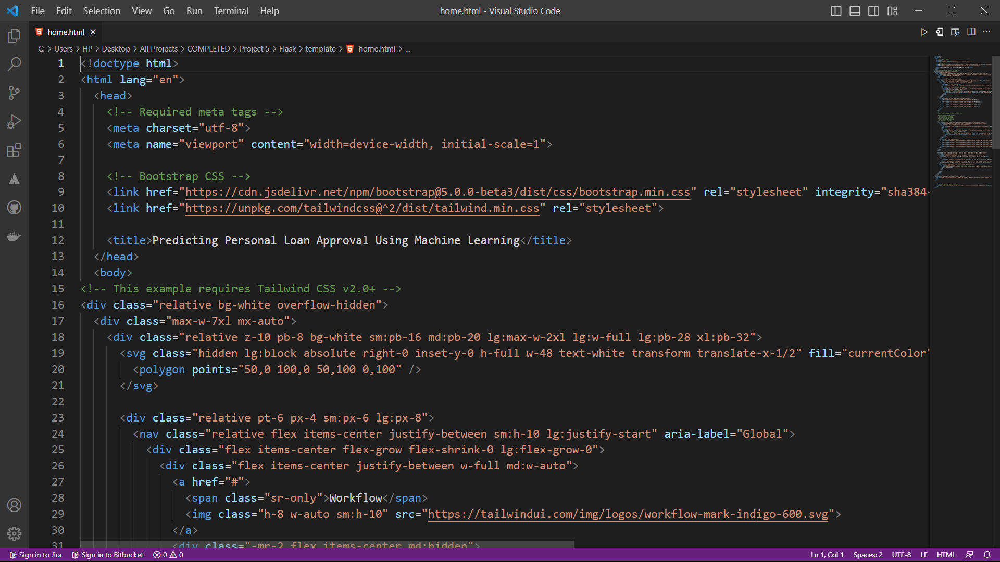 File Edit Selection View Go Run Terminal Help home.html - Visual Studio Code
home.html
C: > Users > HP > Desktop > All Projects > COMPLETED > Project 5 > Flask > template > home.html > ...
1 <!doctype html>
2 <html lang="en">
3 <head>
4 <!-- Required meta tags -->
5 <meta charset="utf-8">
6 <meta name="viewport" content="width=device-width, initial-scale=1">
7
8 <!-- Bootstrap CSS -->
9 <link href="https://cdn.jsdelivr.net/npm/bootstrap@5.0.0-beta3/dist/css/bootstrap.min.css" rel="stylesheet" integrity="sha384-
10 <link href="https://unpkg.com/tailwindcss@^2/dist/tailwind.min.css" rel="stylesheet">
11
12 <title>Predicting Personal Loan Approval Using Machine Learning</title>
13 </head>
14 <body>
15 <!-- This example requires Tailwind CSS v2.0+ -->
16 <div class="relative bg-white overflow-hidden">
17 <div class="max-w-7xl mx-auto">
18 <div class="relative z-10 pb-8 bg-white sm:pb-16 md:pb-20 lg:max-w-2xl lg:w-full lg:pb-28 xl:pb-32">
19 <svg class="hidden lg:block absolute right-0 inset-y-0 h-full w-48 text-white transform translate-x-1/2" fill="currentColor"
20 <polygon points="50,0 100,0 50,100 0,100" />
21 </svg>
22
23 <div class="relative pt-6 px-4 sm:px-6 lg:px-8">
24 <nav class="relative flex items-center justify-between sm:h-10 lg:justify-start" aria-label="Global">
25 <div class="flex items-center flex-grow flex-shrink-0 lg:flex-grow-0">
26 <div class="flex items-center justify-between w-full md:w-auto">
27 <a href="#">
28 <span class="sr-only">Workflow</span>
29 <img class="h-8 w-auto sm:h-10" src="https://tailwindui.com/img/logos/workflow-mark-indigo-600.svg">
30 </a>
31 <div class="-mr-2 flex items-center md:hidden">
Sign in to Jira Sign in to Bitbucket 0 0 Ln 1, Col 1 Spaces: 2 UTF-8 LF HTML